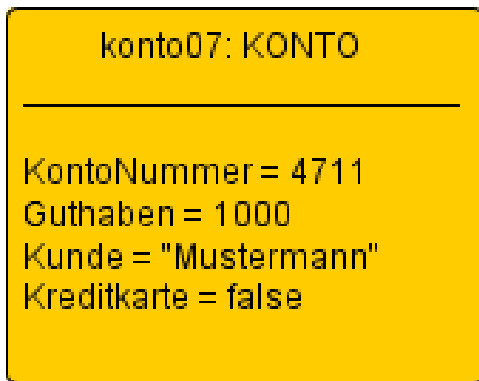 konto07: KONTO
KontoNummer = 4711
Guthaben = 1000
Kunde = "Mustermann"
Kreditkarte = false